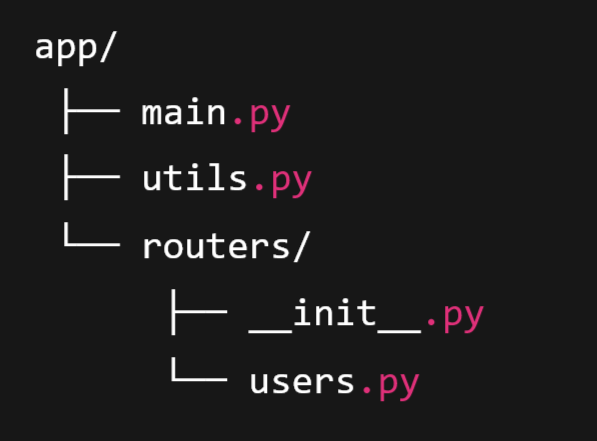 app/
├── main.py
├── utils.py
└── routers/
    ├── __init__.py
    └── users.py